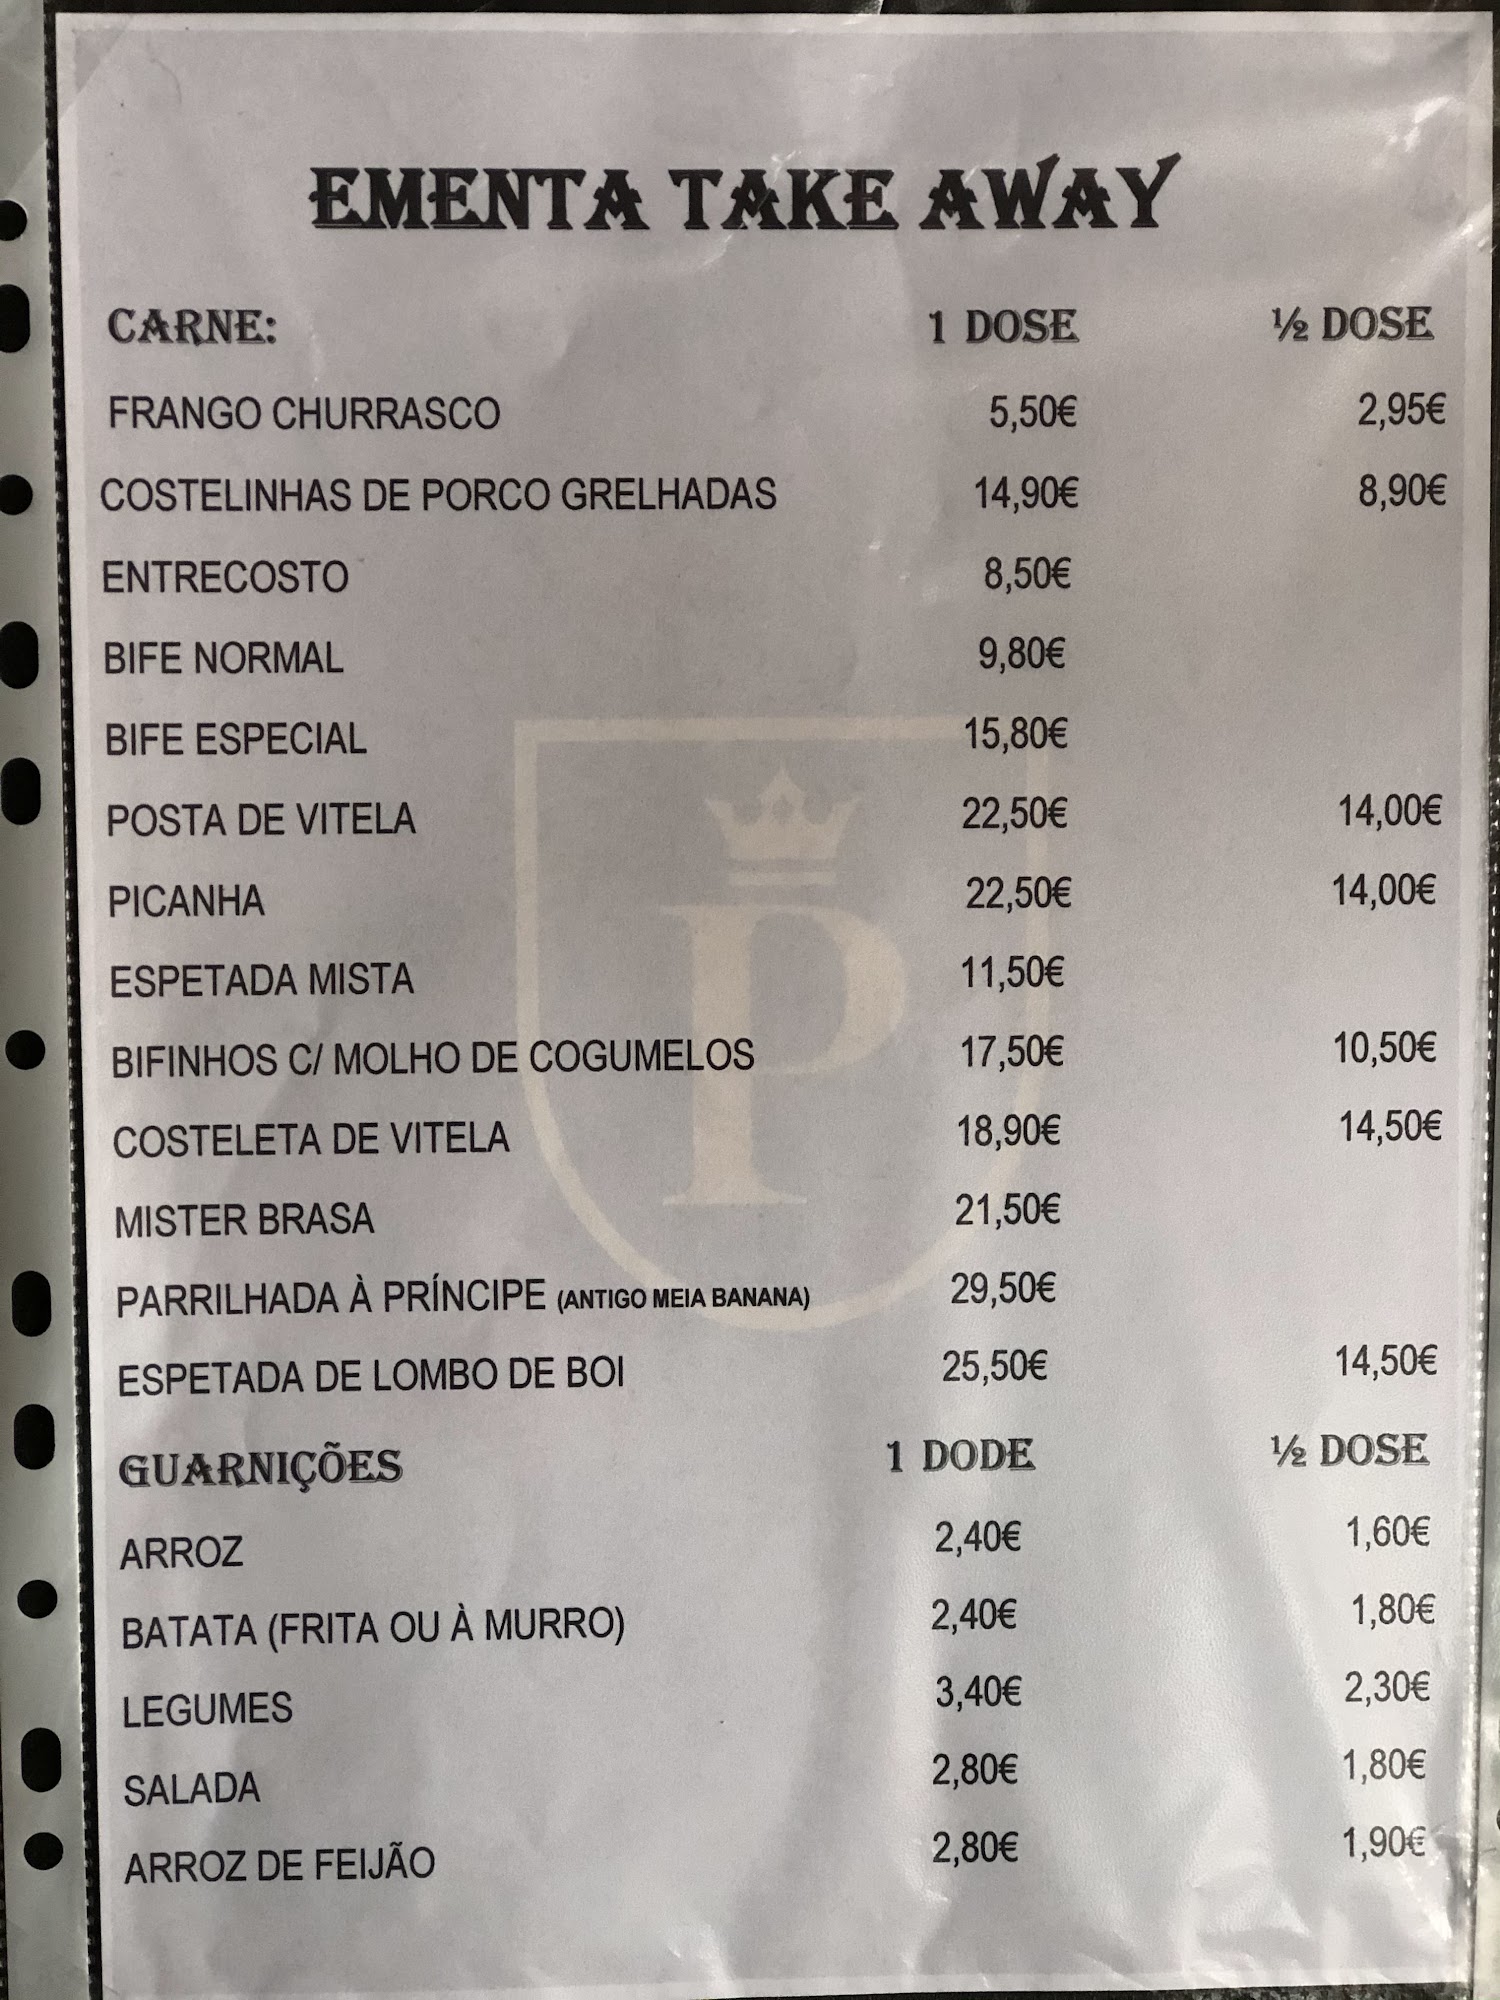 EMENTA TAKE AWAY
CARNE: 1 DOSE ½ DOSE
FRANGO CHURRASCO 5,50€ 2,95€
COSTELINHAS DE PORCO GRELHADAS 14,90€ 8,90€
ENTRECOSTO 8,50€
BIFE NORMAL 9,80€
BIFE ESPECIAL 15,80€
POSTA DE VITELA 22,50€ 14,00€
PICANHA 22,50€ 14,00€
ESPETADA MISTA 11,50€
BIFINHOS C/ MOLHO DE COGUMELOS 17,50€ 10,50€
COSTELETA DE VITELA 18,90€ 14,50€
MISTER BRASA 21,50€
PARRILHADA À PRÍNCIPE (ANTIGO MEIA BANANA) 29,50€
ESPETADA DE LOMBO DE BOI 25,50€ 14,50€
GUARNIÇÕES 1 DODE ½ DOSE
ARROZ 2,40€ 1,60€
BATATA (FRITA OU À MURRO) 2,40€ 1,80€
LEGUMES 3,40€ 2,30€
SALADA 2,80€ 1,80€
ARROZ DE FEIJÃO 2,80€ 1,90€
P